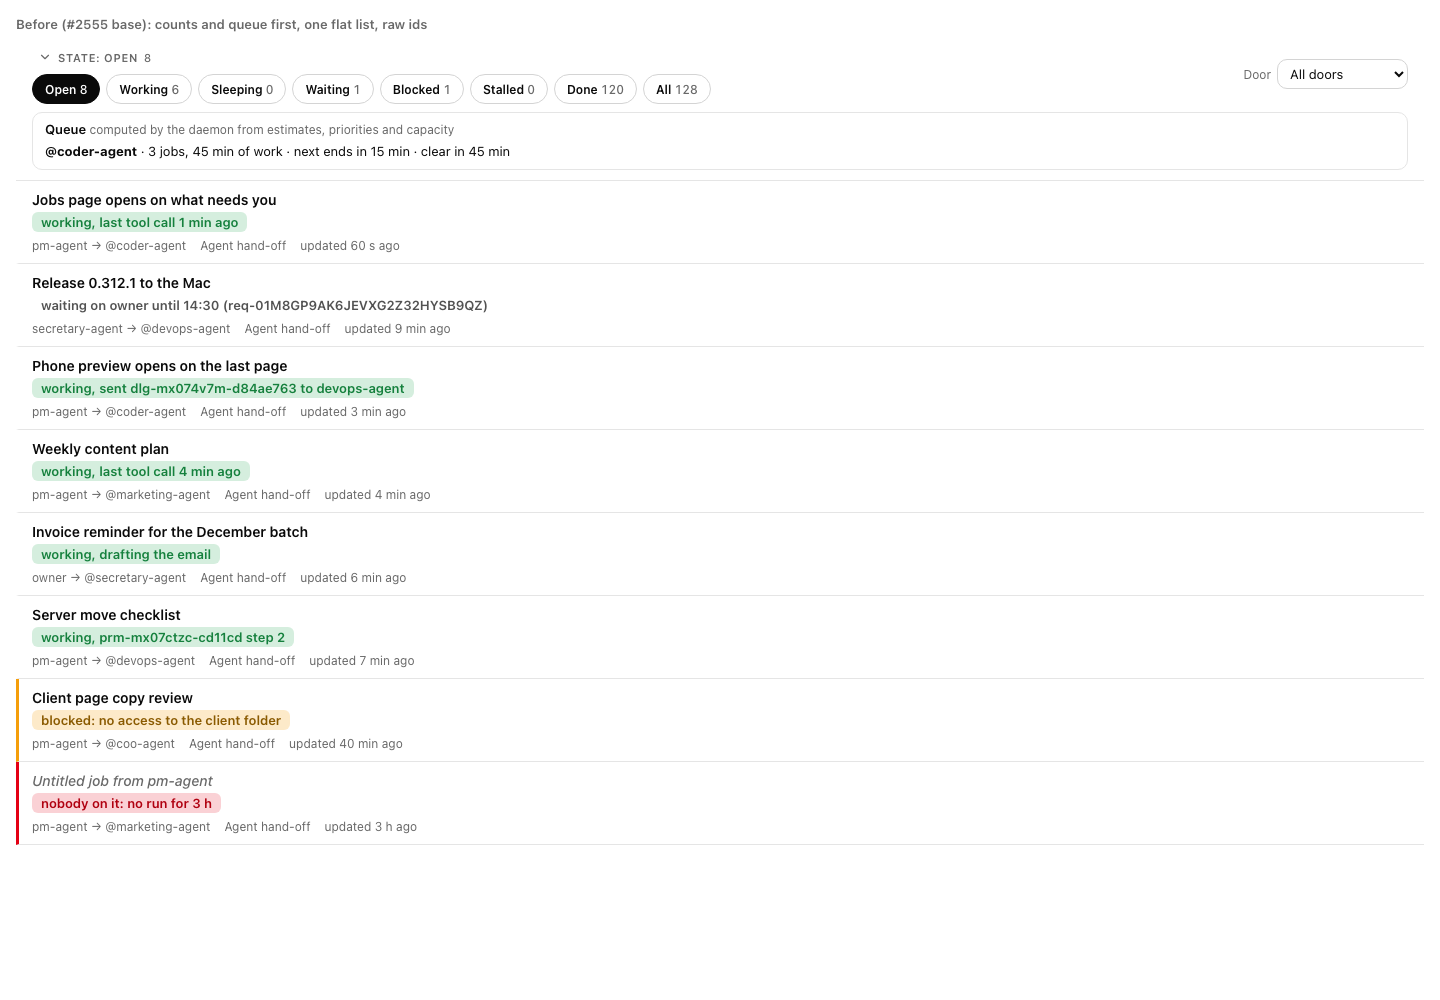 Before (#2555 base): counts and queue first, one flat list, raw ids
STATE: OPEN 8
Open 8 Working 6 Sleeping 0 Waiting 1 Blocked 1 Stalled 0 Done 120 All 128
Door All doors
Queue computed by the daemon from estimates, priorities and capacity
@coder-agent · 3 jobs, 45 min of work · next ends in 15 min · clear in 45 min
Jobs page opens on what needs you
working, last tool call 1 min ago
pm-agent → @coder-agent Agent hand-off updated 60 s ago
Release 0.312.1 to the Mac
waiting on owner until 14:30 (req-01M8GP9AK6JEVXG2Z32HYSB9QZ)
secretary-agent → @devops-agent Agent hand-off updated 9 min ago
Phone preview opens on the last page
working, sent dlg-mx074v7m-d84ae763 to devops-agent
pm-agent → @coder-agent Agent hand-off updated 3 min ago
Weekly content plan
working, last tool call 4 min ago
pm-agent → @marketing-agent Agent hand-off updated 4 min ago
Invoice reminder for the December batch
working, drafting the email
owner → @secretary-agent Agent hand-off updated 6 min ago
Server move checklist
working, prm-mx07ctzc-cd11cd step 2
pm-agent → @devops-agent Agent hand-off updated 7 min ago
Client page copy review
blocked: no access to the client folder
pm-agent → @coo-agent Agent hand-off updated 40 min ago
Untitled job from pm-agent
nobody on it: no run for 3 h
pm-agent → @marketing-agent Agent hand-off updated 3 h ago